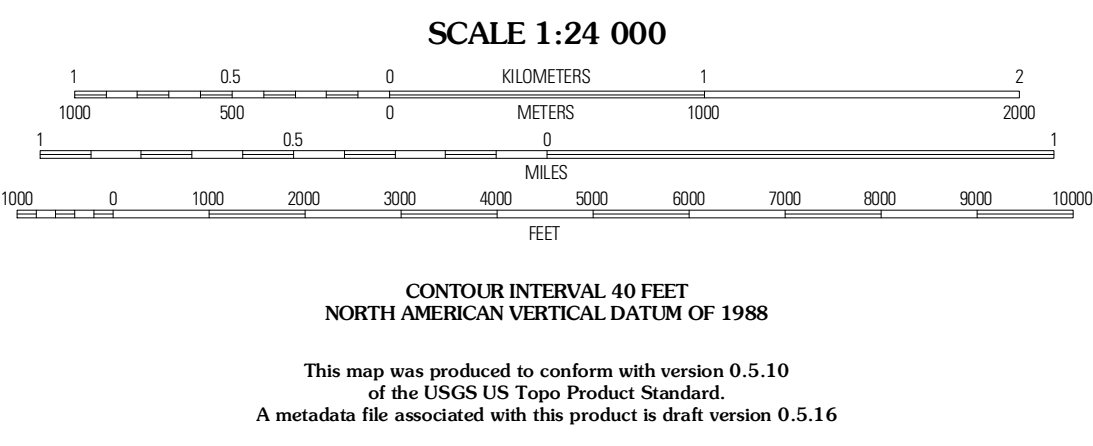 SCALE 1:24 000
1 0.5 0 KILOMETERS 1 2
1000 500 0 METERS 1000 2000
1 0.5 0 1
MILES
1000 0 1000 2000 3000 4000 5000 6000 7000 8000 9000 10000
FEET
CONTOUR INTERVAL 40 FEET
NORTH AMERICAN VERTICAL DATUM OF 1988
This map was produced to conform with version 0.5.10
of the USGS US Topo Product Standard.
A metadata file associated with this product is draft version 0.5.16